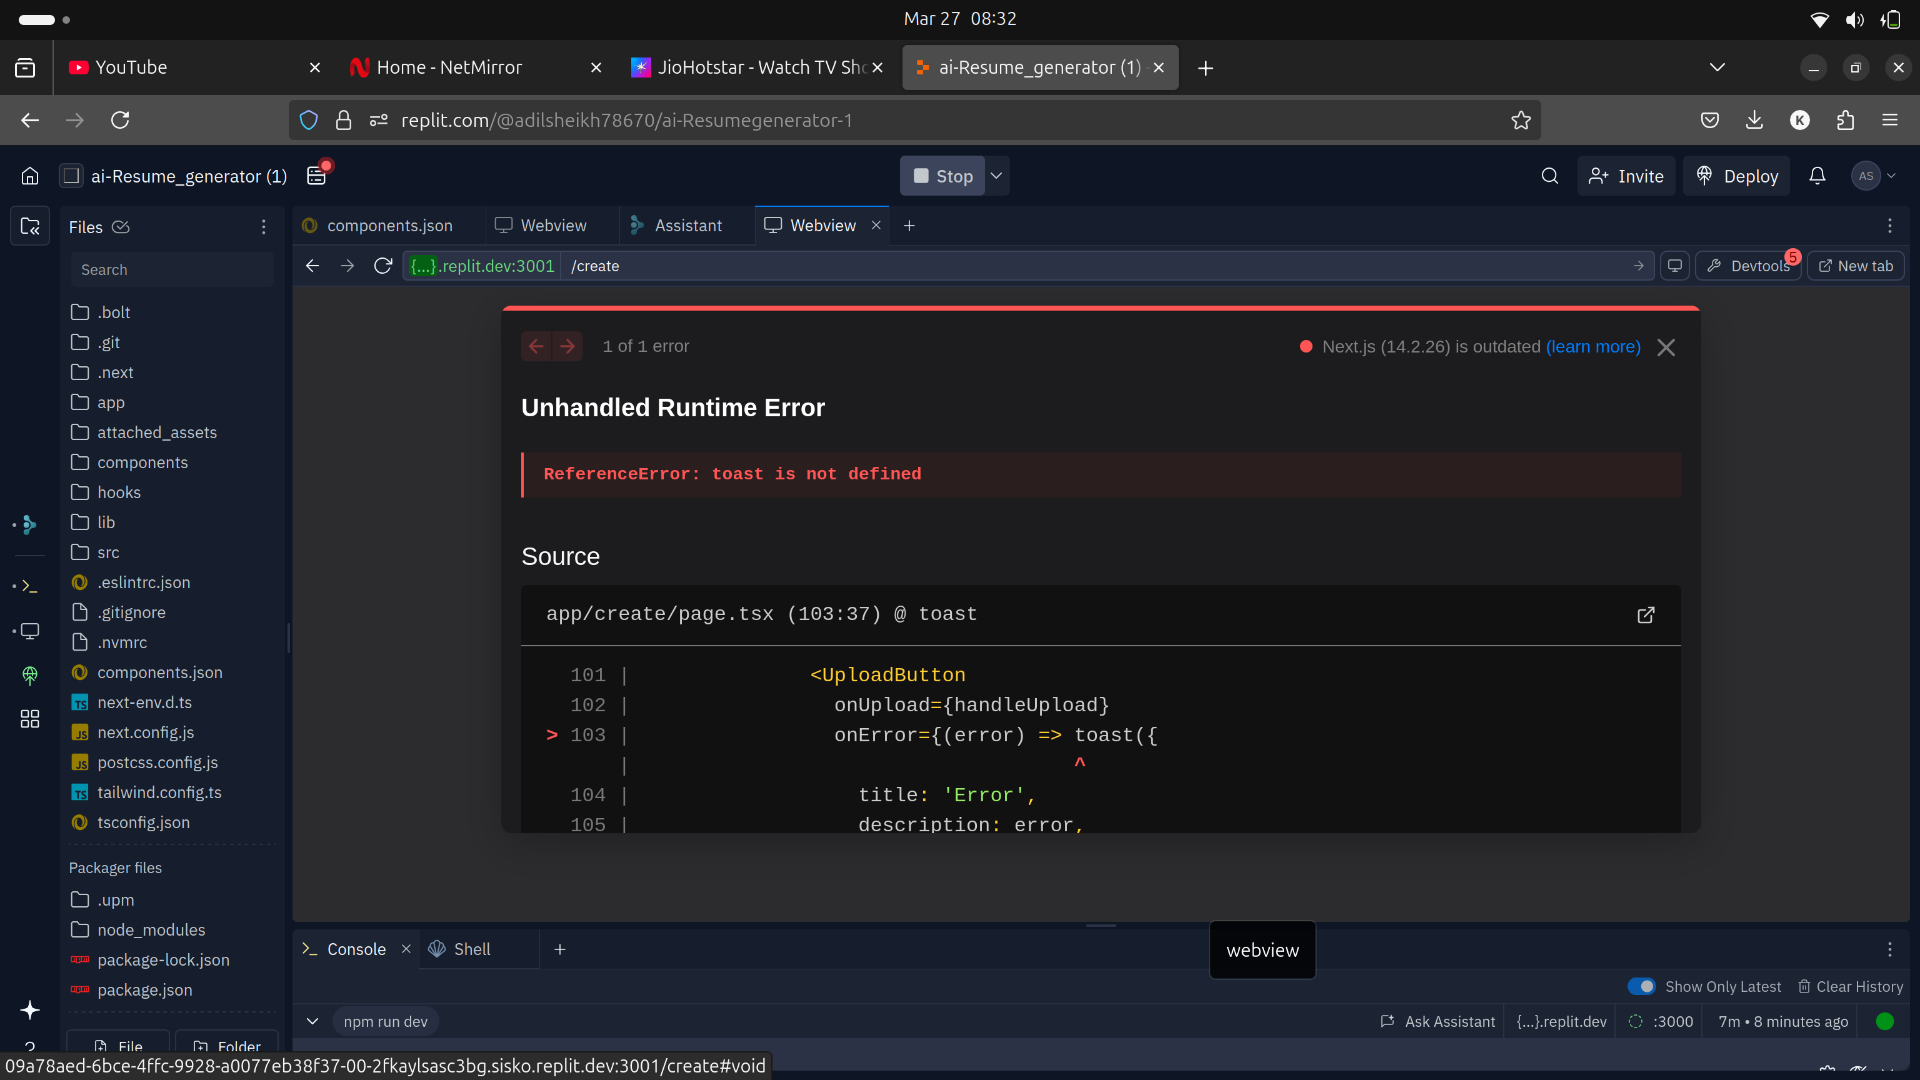 Mar 27 08:32
YouTube
Home - NetMirror
JioHotstar - Watch TV Sho
ai-Resume_generator (1)
replit.com/@adilsheikh78670/ai-Resumegenerator-1
K
ai-Resume_generator (1)
Stop
Invite
Deploy
AS
Files
components.json
Webview
Assistant
Webview
{...}.replit.dev:3001
/create
Devtools
5
New tab
Search
.bolt
.git
.next
app
attached_assets
components
hooks
lib
src
.eslintrc.json
.gitignore
.nvmrc
components.json
TS next-env.d.ts
JS next.config.js
JS postcss.config.js
TS tailwind.config.ts
tsconfig.json
Packager files
.upm
node_modules
package-lock.json
package.json
File
Folder
1 of 1 error
Next.js (14.2.26) is outdated (learn more)
Unhandled Runtime Error
ReferenceError: toast is not defined
Source
app/create/page.tsx (103:37) @ toast
101 | <UploadButton
102 | onUpload={handleUpload}
> 103 | onError={(error) => toast({
| ^
104 | title: 'Error',
105 | description: error,
Console
Shell
webview
Show Only Latest
Clear History
npm run dev
Ask Assistant
{...}.replit.dev
:3000
7m • 8 minutes ago
09a78aed-6bce-4ffc-9928-a0077eb38f37-00-2fkaylsasc3bg.sisko.replit.dev:3001/create#void